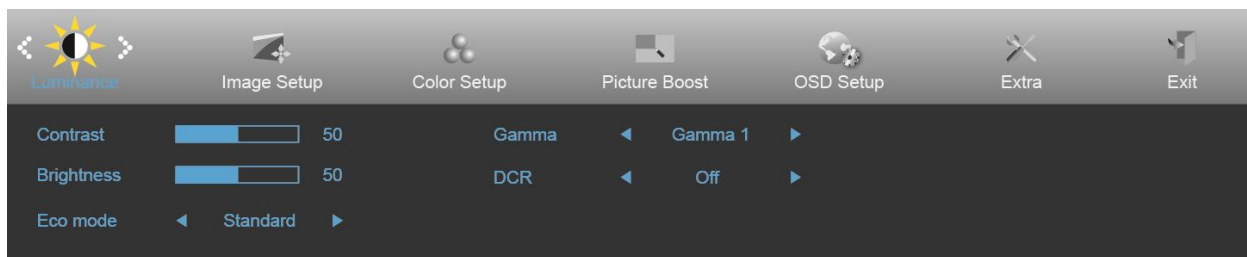 Luminance
Image Setup
Color Setup
Picture Boost
OSD Setup
Extra
Exit
Contrast 50 Gamma Gamma 1
Brightness 50 DCR Off
Eco mode Standard